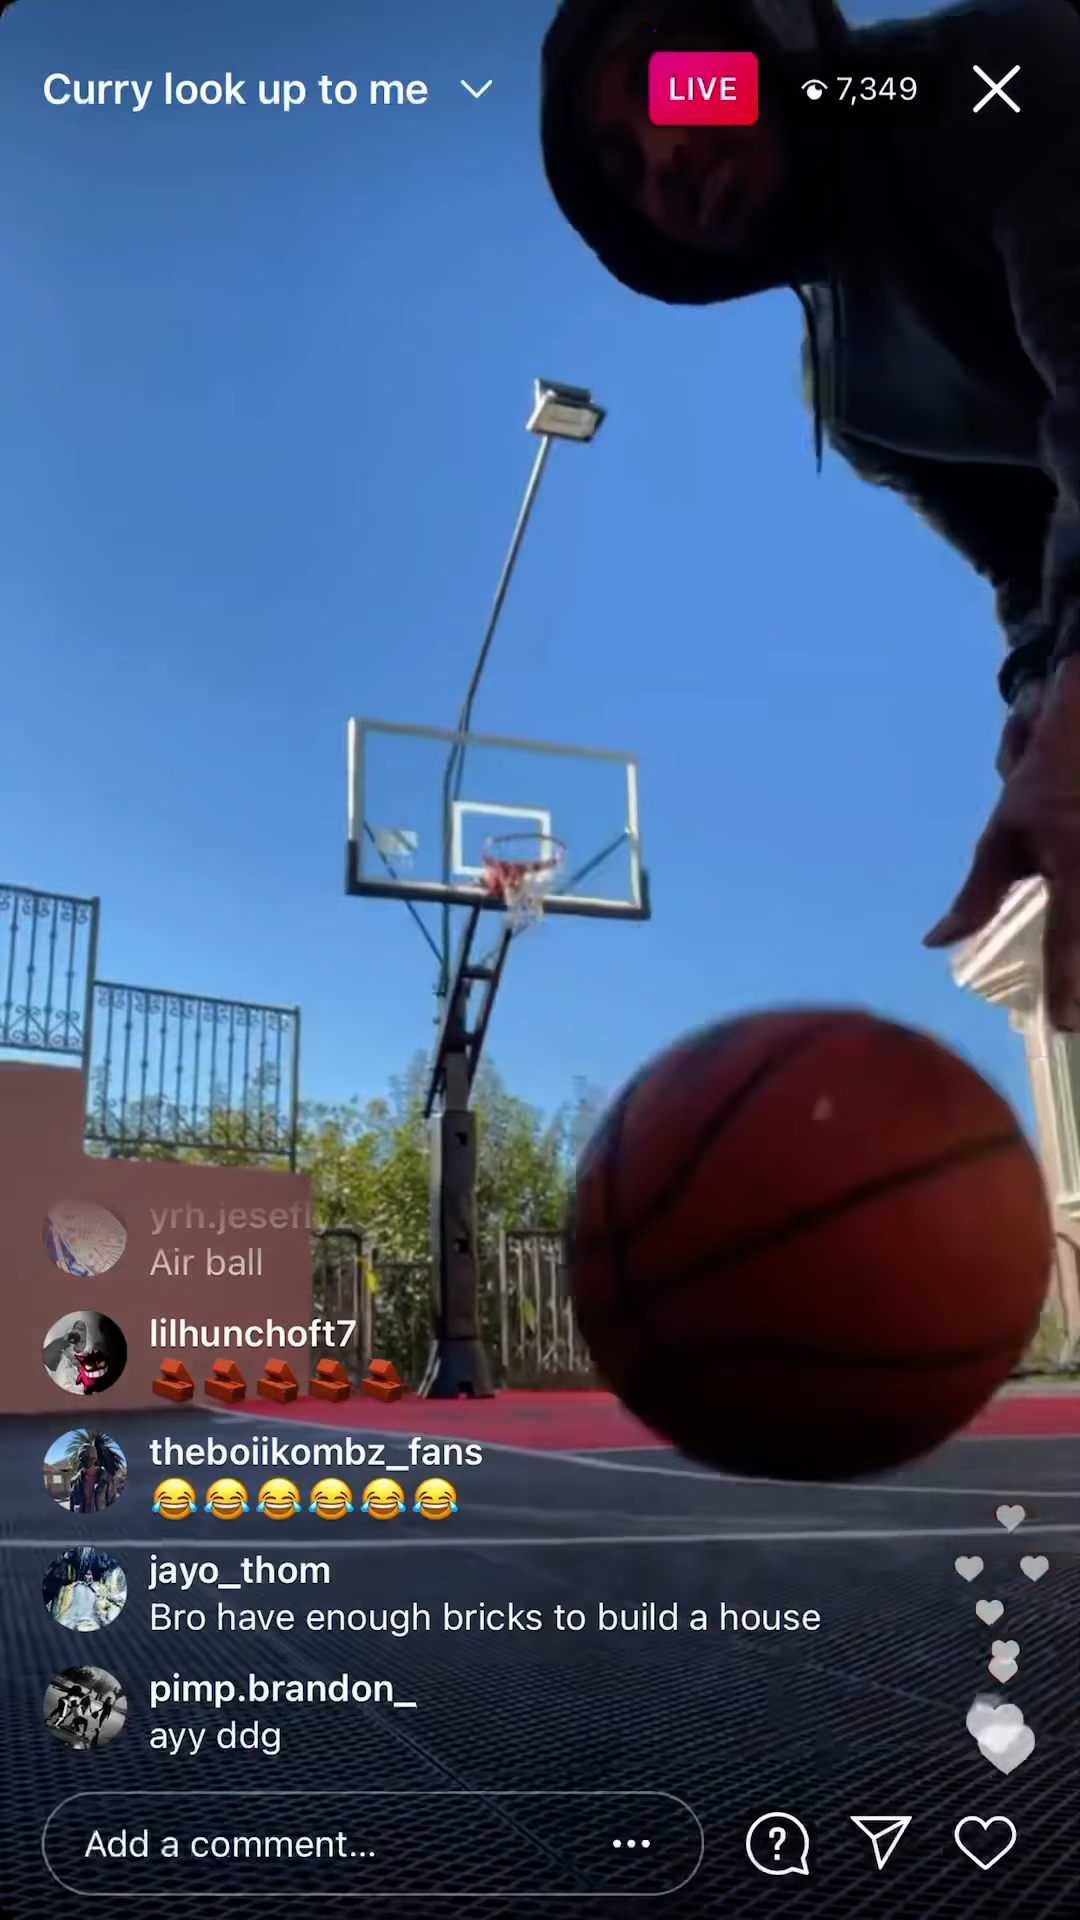 Curry look up to me
LIVE
7,349
Air ball
lilhunchoft7
🧱🧱🧱🧱🧱
theboiikombz_fans
😂😂😂😂😂😂
jayo_thom
Bro have enough bricks to build a house
pimp.brandon_
ayy ddg
Add a comment...